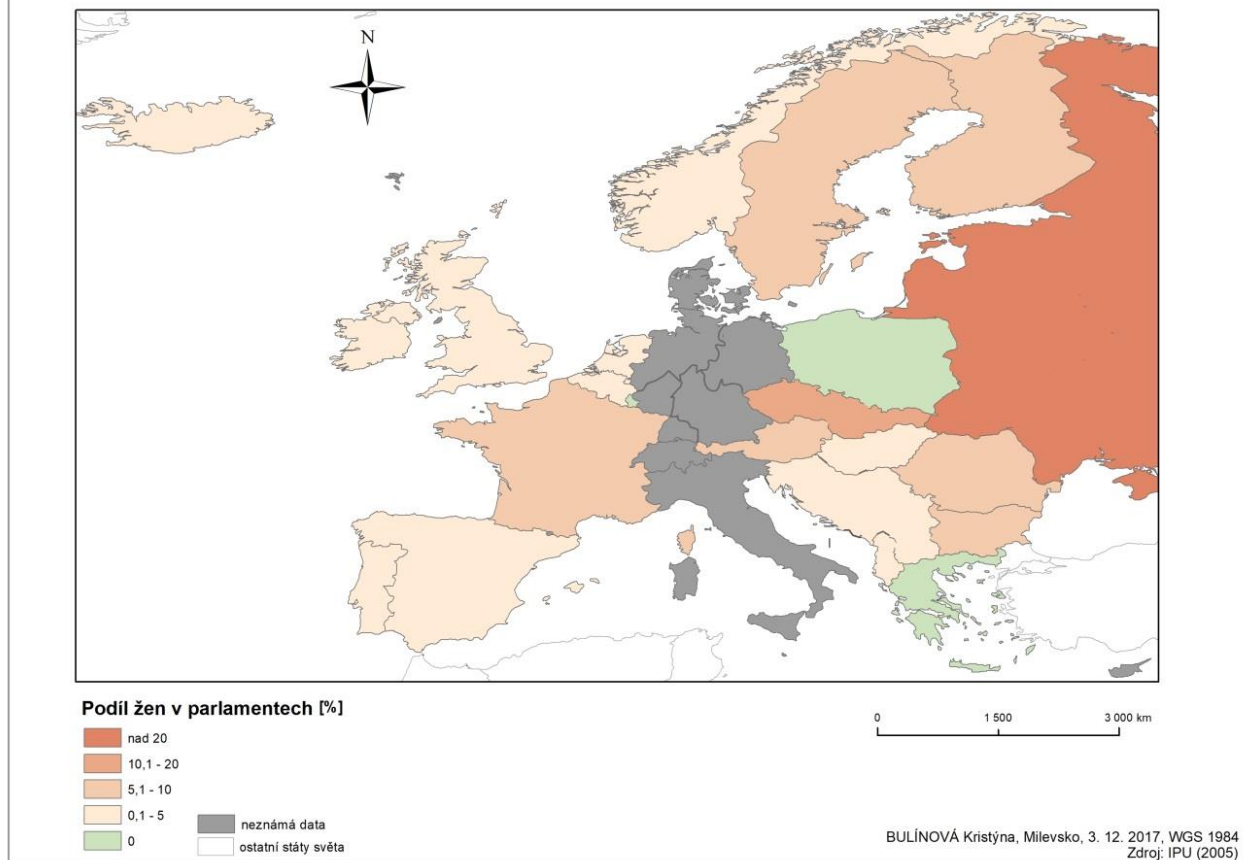 N
Podíl žen v parlamentech [%]
nad 20
10,1 - 20
5,1 - 10
0,1 - 5
0
neznámá data
ostatní státy světa
0 1 500 3 000 km
BULÍNOVÁ Kristýna, Milevsko, 3. 12. 2017, WGS 1984
Zdroj: IPU (2005)